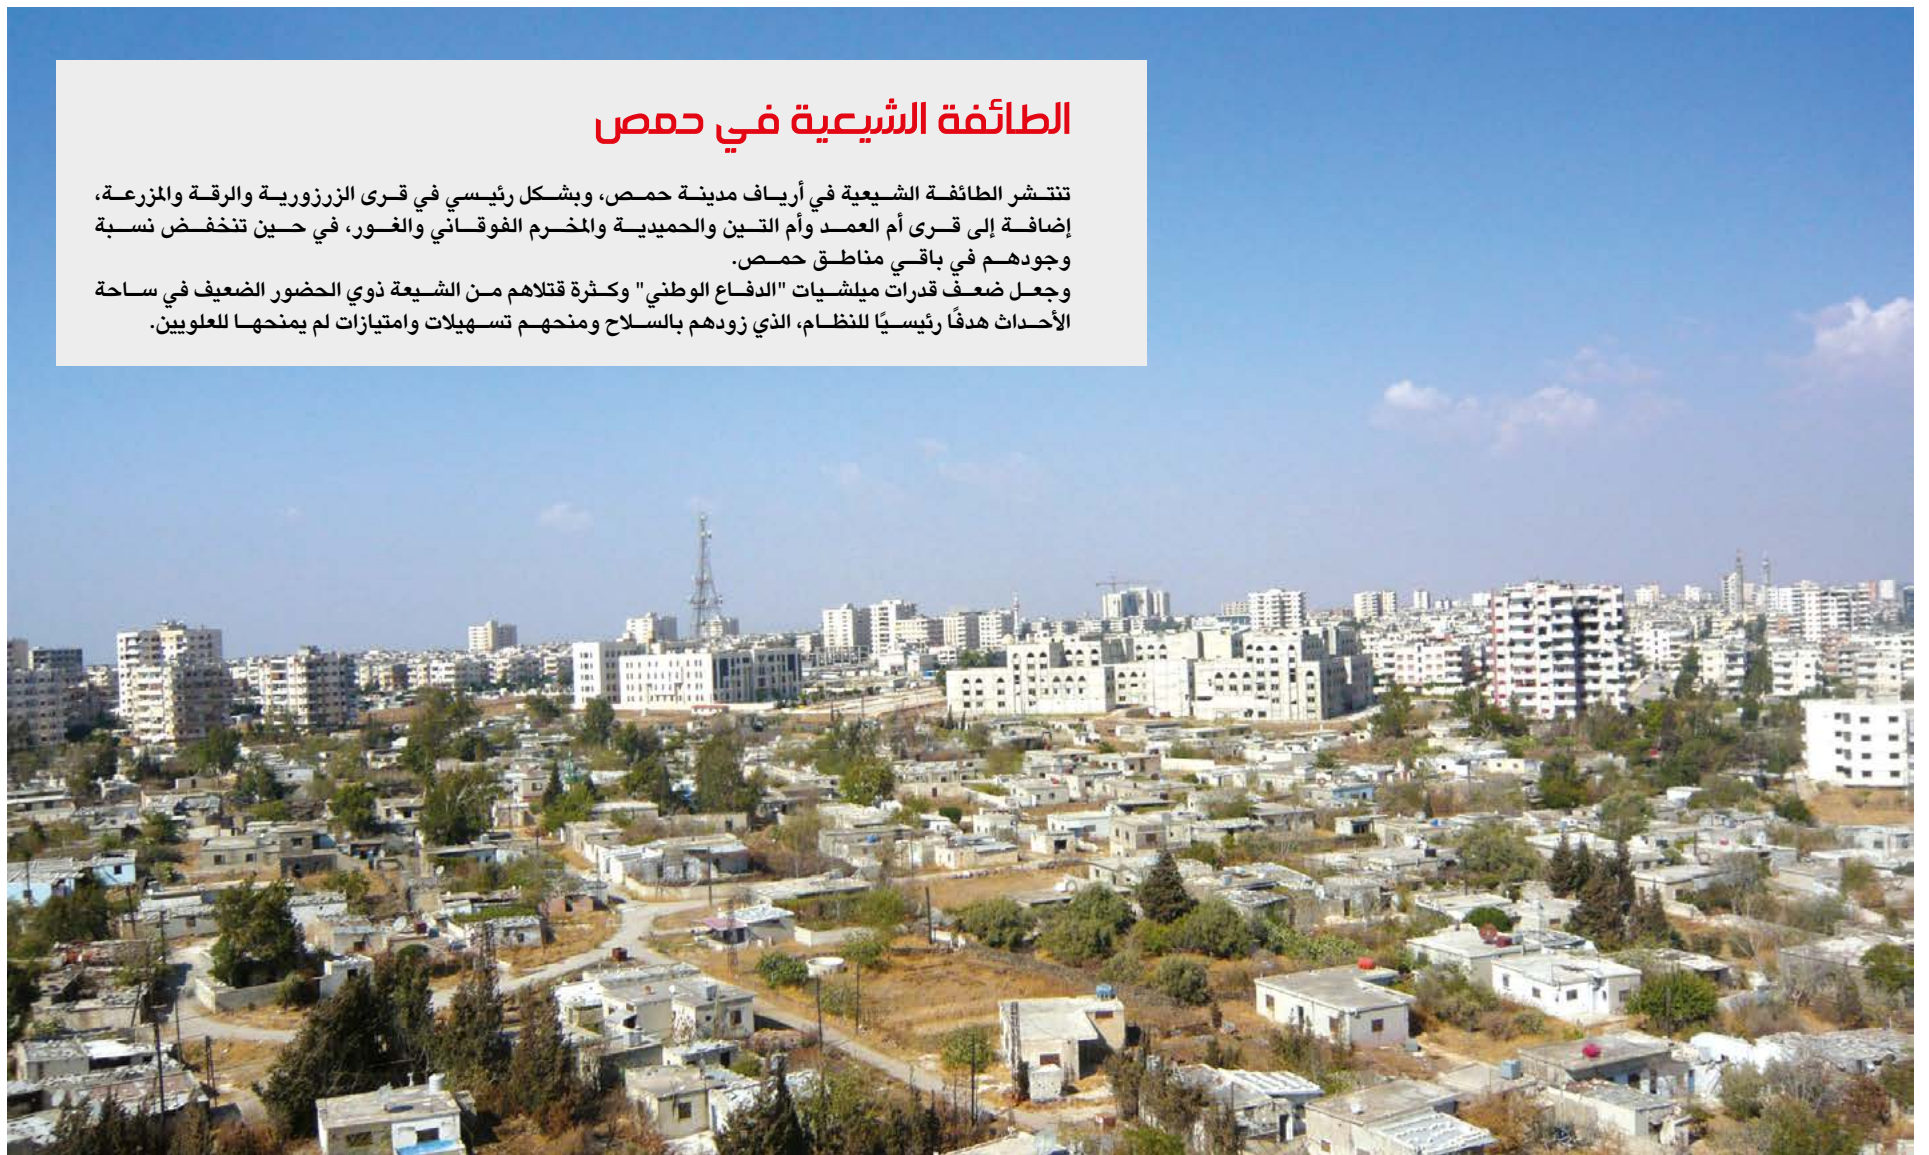 الطائفة الشيعية في حمص
تنتشر الطائفة الشيعية في أرياف مدينة حمص، وبشكل رئيسي في قرى الزرزورية والرقة والمزرعة،
إضافة إلى قرى أم العمد وأم التين والحميدية والمخرم الفوقاني والغور، في حين تنخفض نسبة
وجودهم في باقي مناطق حمص.
وجعل ضعف قدرات ميلشيات "الدفاع الوطني" وكثرة قتلاهم من الشيعة ذوي الحضور الضعيف في ساحة
الأحداث هدفًا رئيسيًا للنظام، الذي زودهم بالسلاح ومنحهم تسهيلات وامتيازات لم يمنحها للعلويين.